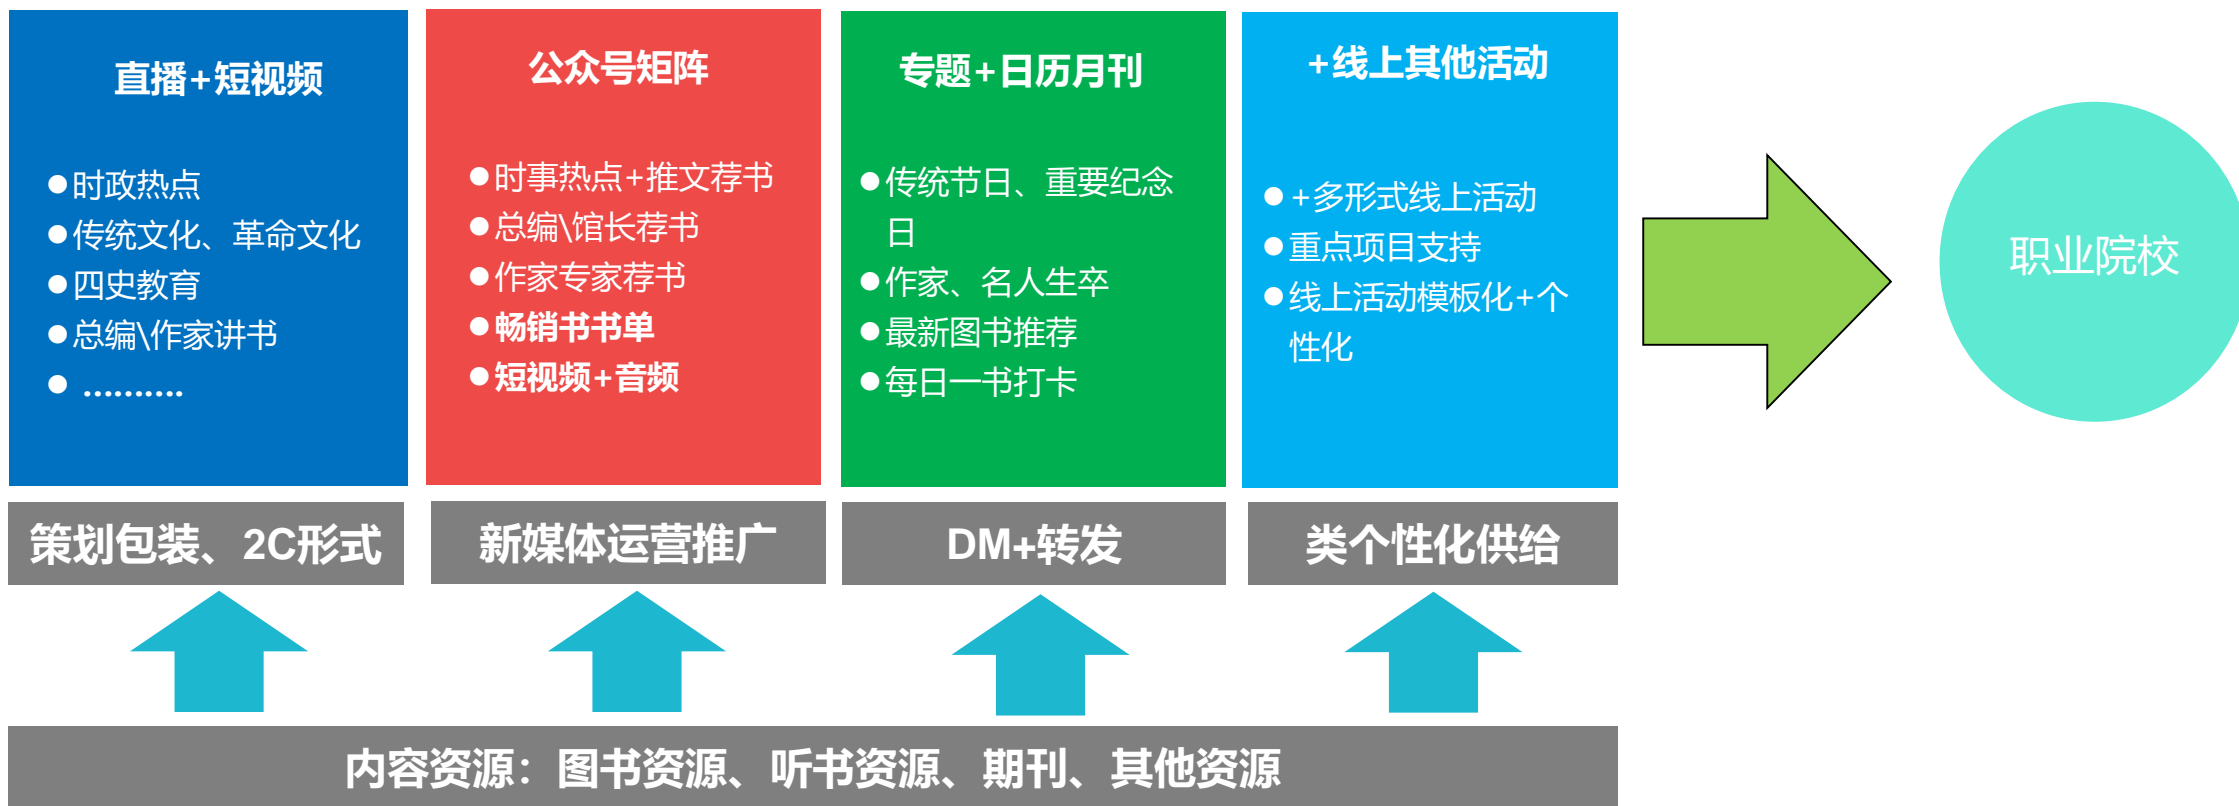 直播+短视频
●时政热点
●传统文化、革命文化
●四史教育
●总编\作家讲书
● ..........
公众号矩阵
●时事热点+推文荐书
●总编\馆长荐书
●作家专家荐书
●畅销书书单
●短视频+音频
专题+日历月刊
●传统节日、重要纪念
日
●作家、名人生卒
●最新图书推荐
●每日一书打卡
+线上其他活动
●+多形式线上活动
●重点项目支持
●线上活动模板化+个
性化
职业院校
策划包装、2C形式
新媒体运营推广
DM+转发
类个性化供给
内容资源：图书资源、听书资源、期刊、其他资源